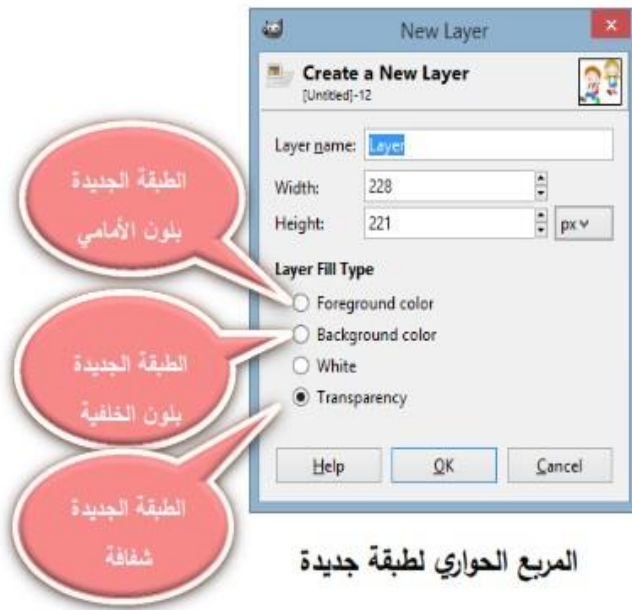 New Layer
Create a New Layer
[Untitled]-12
Layer name: Layer
Width: 228
Height: 221 px
Layer Fill Type
Foreground color
Background color
White
Transparency
Help OK Cancel
الطبقة الجديدة
بلون الأمامي
الطبقة الجديدة
بلون الخلفية
الطبقة الجديدة
شفافة
المربع الحواري لطبقة جديدة